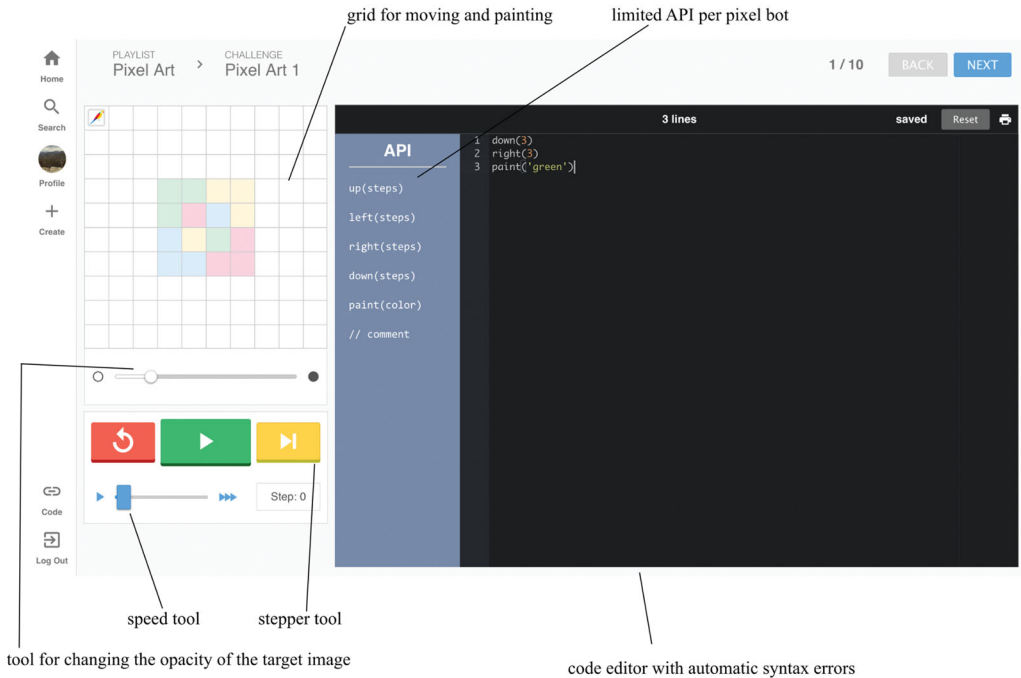 grid for moving and painting
limited API per pixel bot
PLAYLIST
Pixel Art
>
CHALLENGE
Pixel Art 1
1 / 10
BACK
NEXT
Home
Search
Profile
Create
Code
Log Out
3 lines
saved
Reset
API
up(steps)
left(steps)
right(steps)
down(steps)
paint(color)
// comment
1 down(3)
2 right(3)
3 paint('green')
Step: 0
speed tool
stepper tool
tool for changing the opacity of the target image
code editor with automatic syntax errors